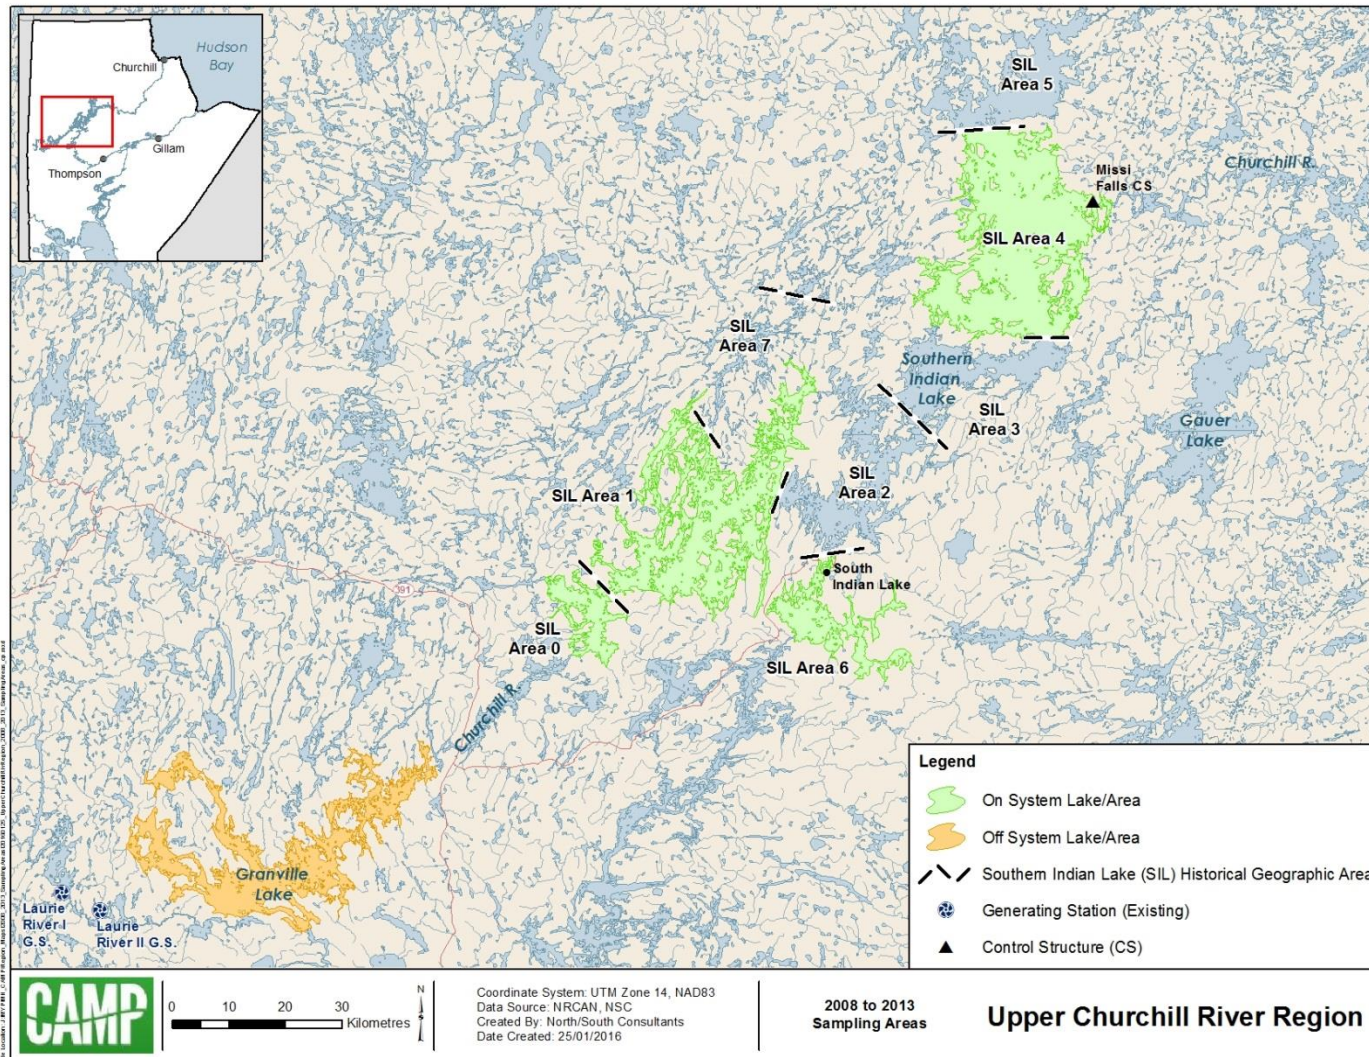 Hudson
Bay
Churchill
Gillam
Thompson
SIL
Area 5
Churchill R.
Missi
Falls CS
SIL Area 4
SIL
Area 7
Southern
Indian
Lake
SIL
Area 3
Gauer
Lake
SIL
Area 2
SIL Area 1
South
Indian Lake
391
SIL
Area 0
SIL Area 6
Churchill R.
Granville
Lake
Laurie
River I
G.S.
Laurie
River II G.S.
Legend
On System Lake/Area
Off System Lake/Area
Southern Indian Lake (SIL) Historical Geographic Area
Generating Station (Existing)
Control Structure (CS)
CAMP
0 10 20 30
Kilometres
N
Coordinate System: UTM Zone 14, NAD83
Data Source: NRCAN, NSC
Created By: North/South Consultants
Date Created: 25/01/2016
2008 to 2013
Sampling Areas
Upper Churchill River Region